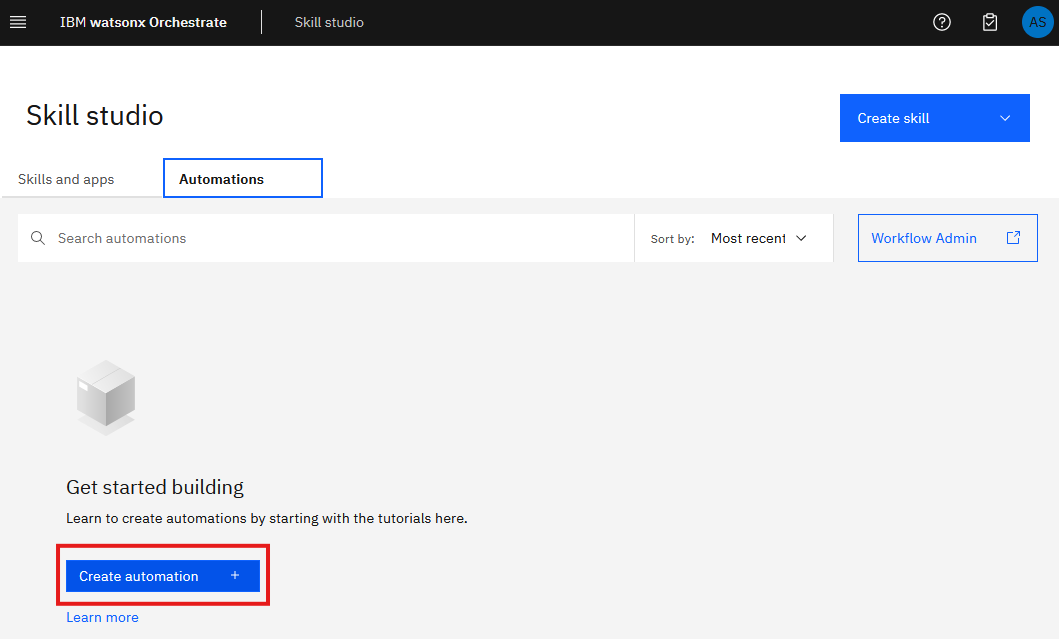 IBM watsonx Orchestrate
Skill studio
AS
Skill studio
Create skill
Skills and apps
Automations
Search automations
Sort by:
Most recent
Workflow Admin
Get started building
Learn to create automations by starting with the tutorials here.
Create automation +
Learn more